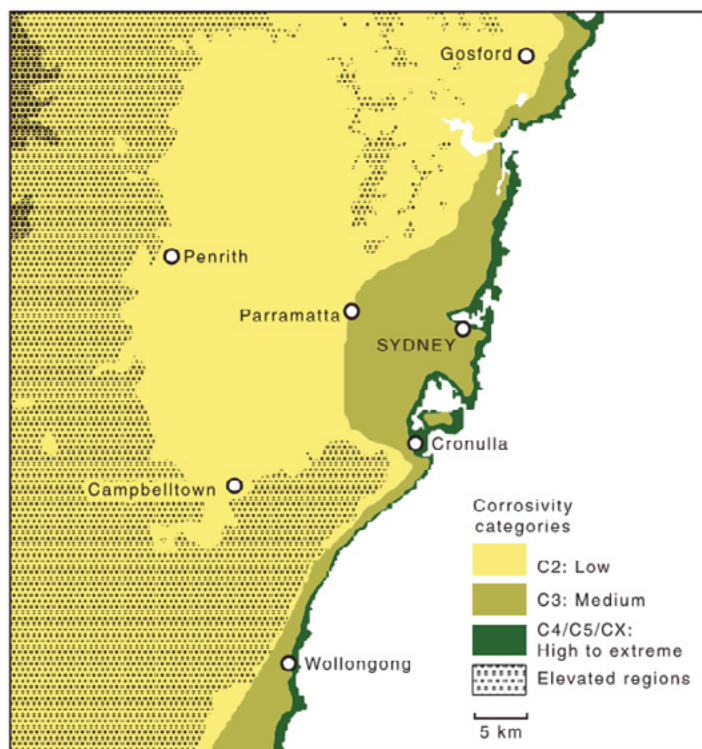 Gosford
Penrith
Parramatta
SYDNEY
Cronulla
Campbelltown
Corrosivity
categories
C2: Low
C3: Medium
C4/C5/CX:
High to extreme
Wollongong
Elevated regions
5 km